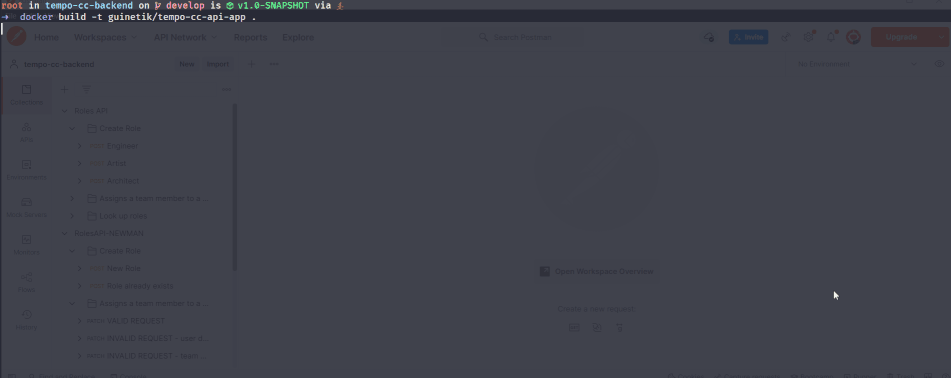 root in tempo-cc-backend on develop is v1.0-SNAPSHOT via
docker build -t guinetik/tempo-cc-api-app .
Home Workspaces API Network Reports Explore Search Postman Invite Upgrade
tempo-cc-backend New Import No Environment
Collections
Roles API
Create Role
APIs
POST Engineer
POST Artist
Environments
POST Architect
Assign a team member to a ...
Mock Servers
Look up roles
RolesAPI-NEWMAN
Monitors
Create Role
POST New Role
Flows
POST Role already exists
Open Workspace Overview
Assign a team member to a ...
Create a new request
History
VALID REQUEST
INVALID REQUEST - user d...
INVALID REQUEST - team ...